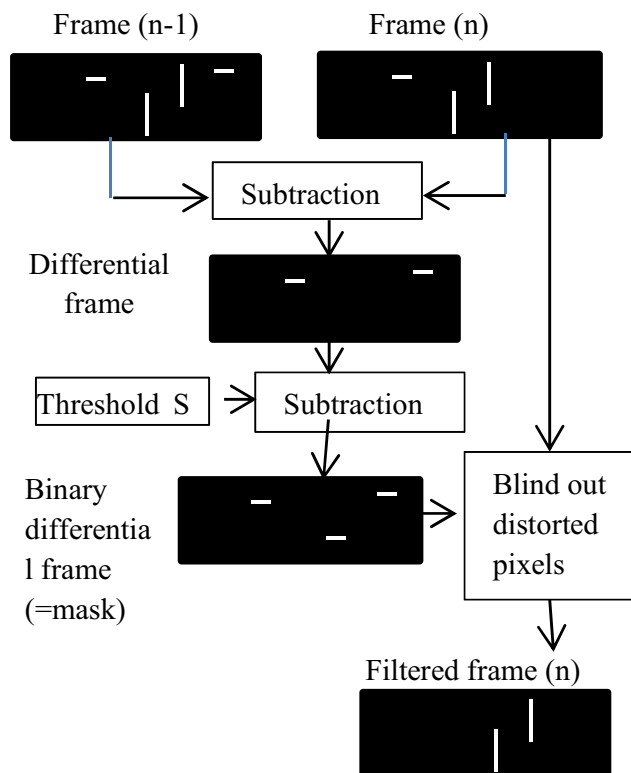 Frame (n-1)
Frame (n)
Subtraction
Differential
frame
Threshold S
Subtraction
Binary
differentia
l frame
(=mask)
Blind out
distorted
pixels
Filtered frame (n)